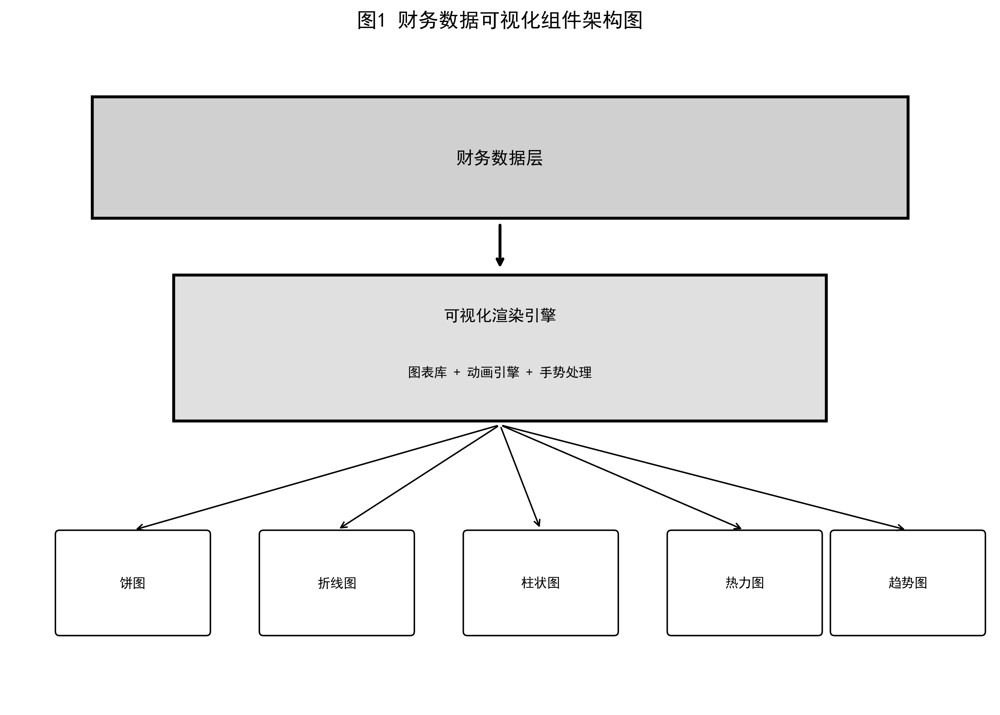 图1 财务数据可视化组件架构图
财务数据层
可视化渲染引擎
图表库 + 动画引擎 + 手势处理
饼图
折线图
柱状图
热力图
趋势图